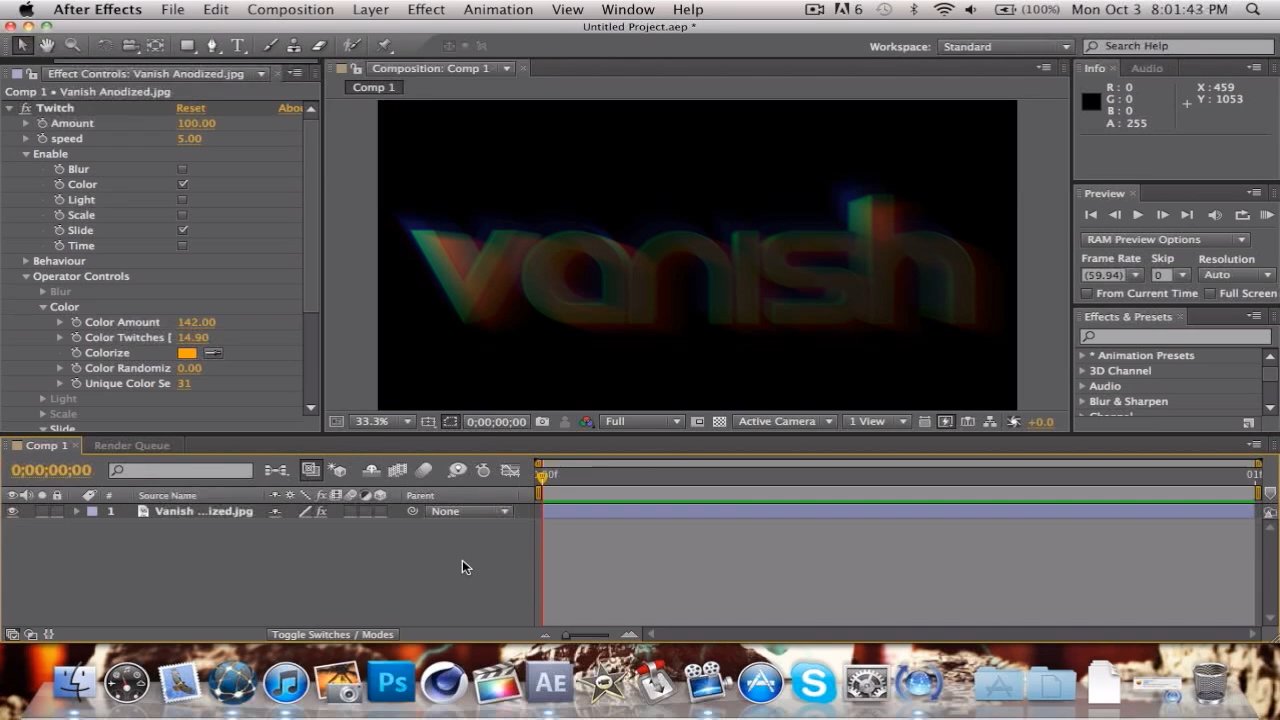 After Effects File Edit Composition Layer Effect Animation View Window Help 6 (100%) Mon Oct 3 8:01:43 PM
Untitled Project.aep *
Workspace: Standard Search Help
Effect Controls: Vanish Anodized.jpg
Comp 1 • Vanish Anodized.jpg
Twitch Reset Abou
Amount 100.00
speed 5.00
Enable
Blur
Color
Light
Scale
Slide
Time
Behaviour
Operator Controls
Blur
Color
Color Amount 142.00
Color Twitches [ 14.90
Colorize
Color Randomiz 0.00
Unique Color Se 31
Light
Scale
Slide
Composition: Comp 1
Comp 1
vanish
33.3% 0;00;00;00 Full Active Camera 1 View +0.0
Info Audio
R: 0 X: 459
G: 0 Y: 1053
B: 0
A: 255
Preview
RAM Preview Options
Frame Rate Skip Resolution
(59.94) 0 Auto
From Current Time Full Screen
Effects & Presets
* Animation Presets
3D Channel
Audio
Blur & Sharpen
Channel
Comp 1 Render Queue
0;00;00;00 01f
# Source Name Parent
1 Vanish ...ized.jpg None
Toggle Switches / Modes
Ps AE